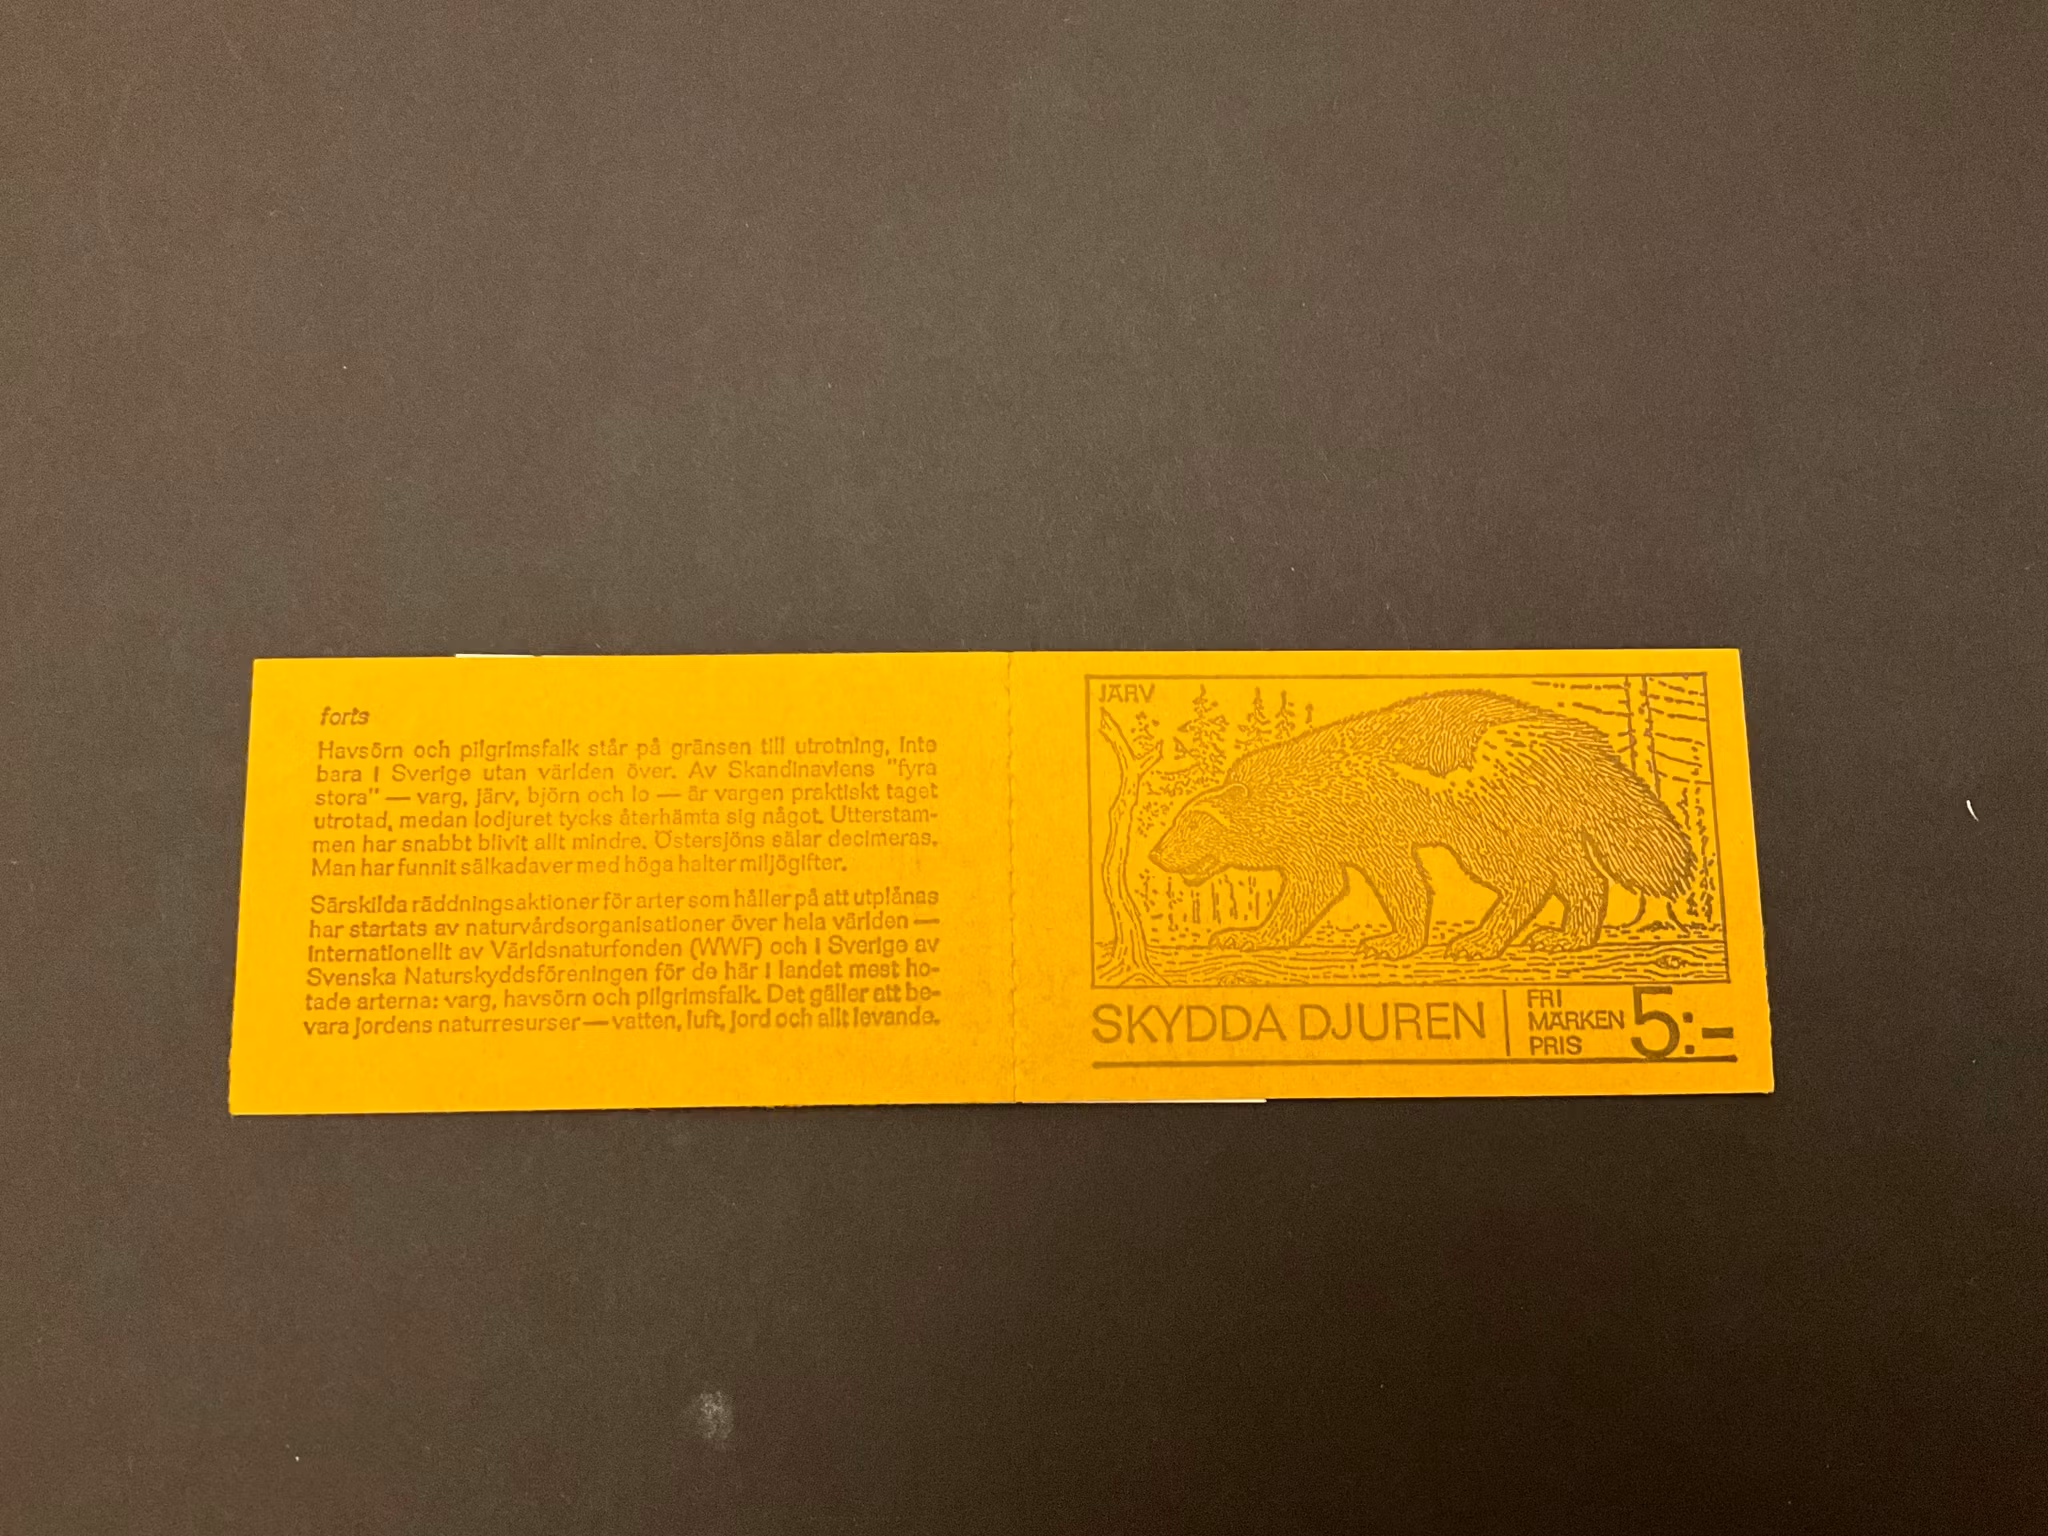 forts
Havsörn och pilgrimsfalk står på gränsen till utrotning, inte
bara i Sverige utan världen över. Av Skandinaviens "fyra
stora" — varg, järv, björn och lo — är vargen praktiskt taget
utrotad, medan lodjuret tycks återhämta sig något. Utterstam-
men har snabbt blivit allt mindre. Östersjöns sälar decimeras.
Man har funnit sälkadaver med höga halter miljögifter.
Särskilda räddningsaktioner för arter som håller på att utplånas
har startats av naturvårdsorganisationer över hela världen —
internationellt av Världsnaturfonden (WWF) och i Sverige av
Svenska Naturskyddsföreningen för de här i landet mest ho-
tade arterna: varg, havsörn och pilgrimsfalk. Det gäller att be-
vara jordens naturresurser — vatten, luft, jord och allt levande.
JÄRV
SKYDDA DJUREN
FRI
MÄRKEN
PRIS
5:-